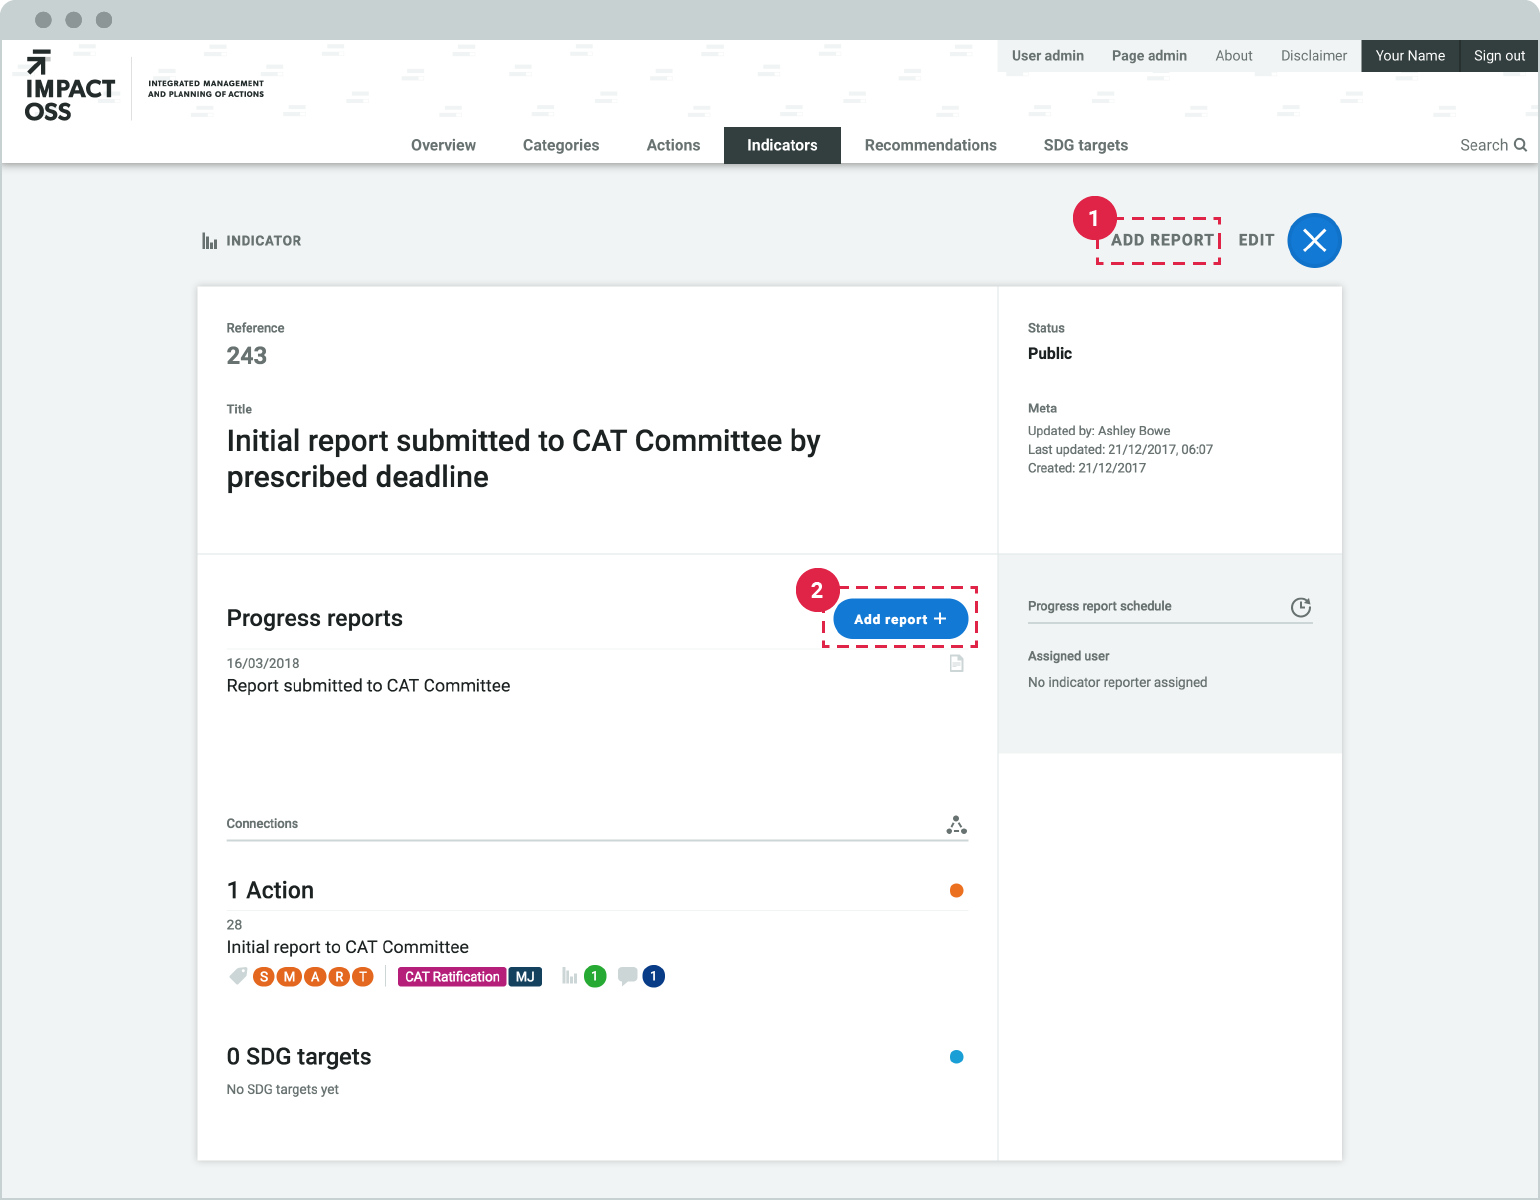 User admin Page admin About Disclaimer Your Name Sign out
IMPACT
OSS
INTEGRATED MANAGEMENT
AND PLANNING OF ACTIONS
Overview Categories Actions Indicators Recommendations SDG targets Search
INDICATOR
1
ADD REPORT EDIT
Reference
243
Title
Initial report submitted to CAT Committee by
prescribed deadline
Status
Public
Meta
Updated by: Ashley Bowe
Last updated: 21/12/2017, 06:07
Created: 21/12/2017
Progress reports
2
Add report +
16/03/2018
Report submitted to CAT Committee
Progress report schedule
Assigned user
No indicator reporter assigned
Connections
1 Action
28
Initial report to CAT Committee
S M A R T CAT Ratification MJ 1 1
0 SDG targets
No SDG targets yet